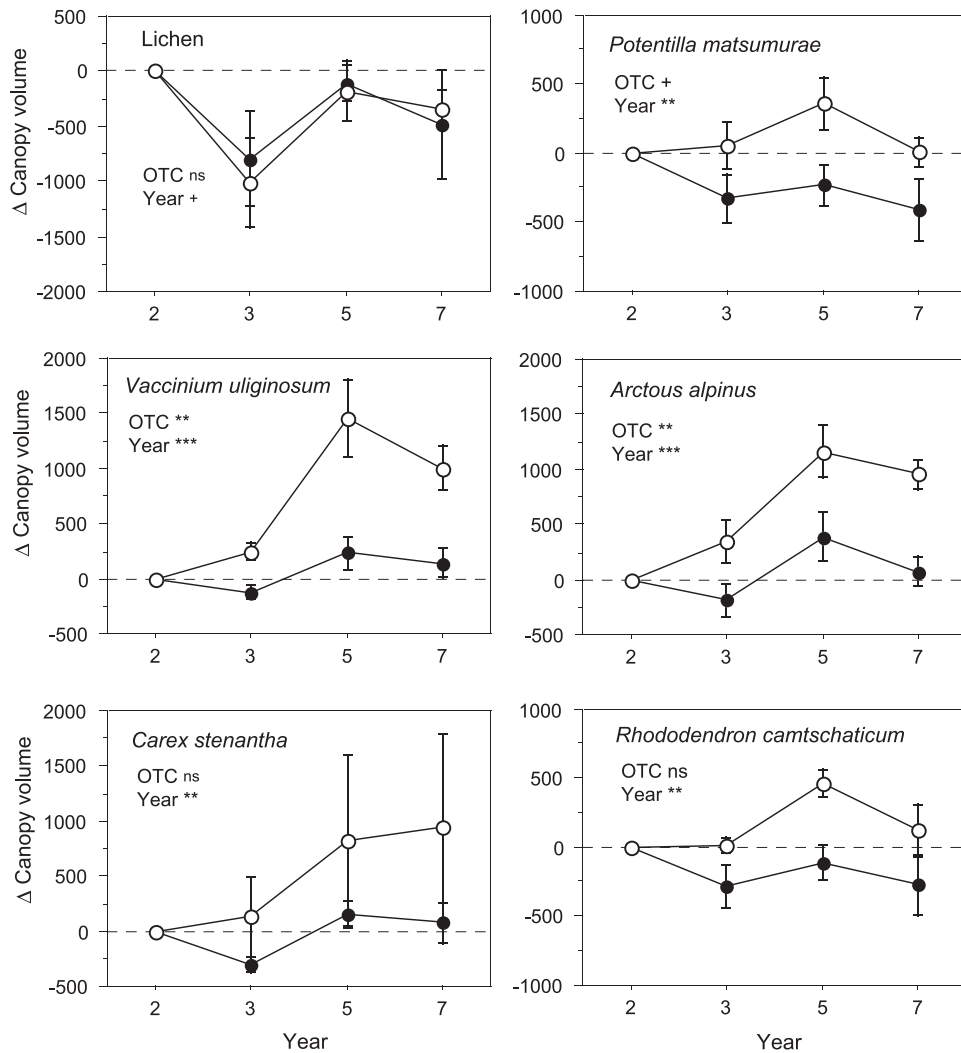 Lichen
OTC ns
Year +
Δ Canopy volume
500
0
-500
-1000
-1500
-2000
2 3 5 7
Potentilla matsumurae
OTC +
Year **
1000
500
0
-500
-1000
2 3 5 7
Vaccinium uliginosum
OTC **
Year ***
Δ Canopy volume
2000
1500
1000
500
0
-500
2 3 5 7
Arctous alpinus
OTC **
Year ***
2000
1500
1000
500
0
-500
2 3 5 7
Carex stenantha
OTC ns
Year **
Δ Canopy volume
2000
1500
1000
500
0
-500
2 3 5 7
Year
Rhododendron camtschaticum
OTC ns
Year **
1000
500
0
-500
-1000
2 3 5 7
Year